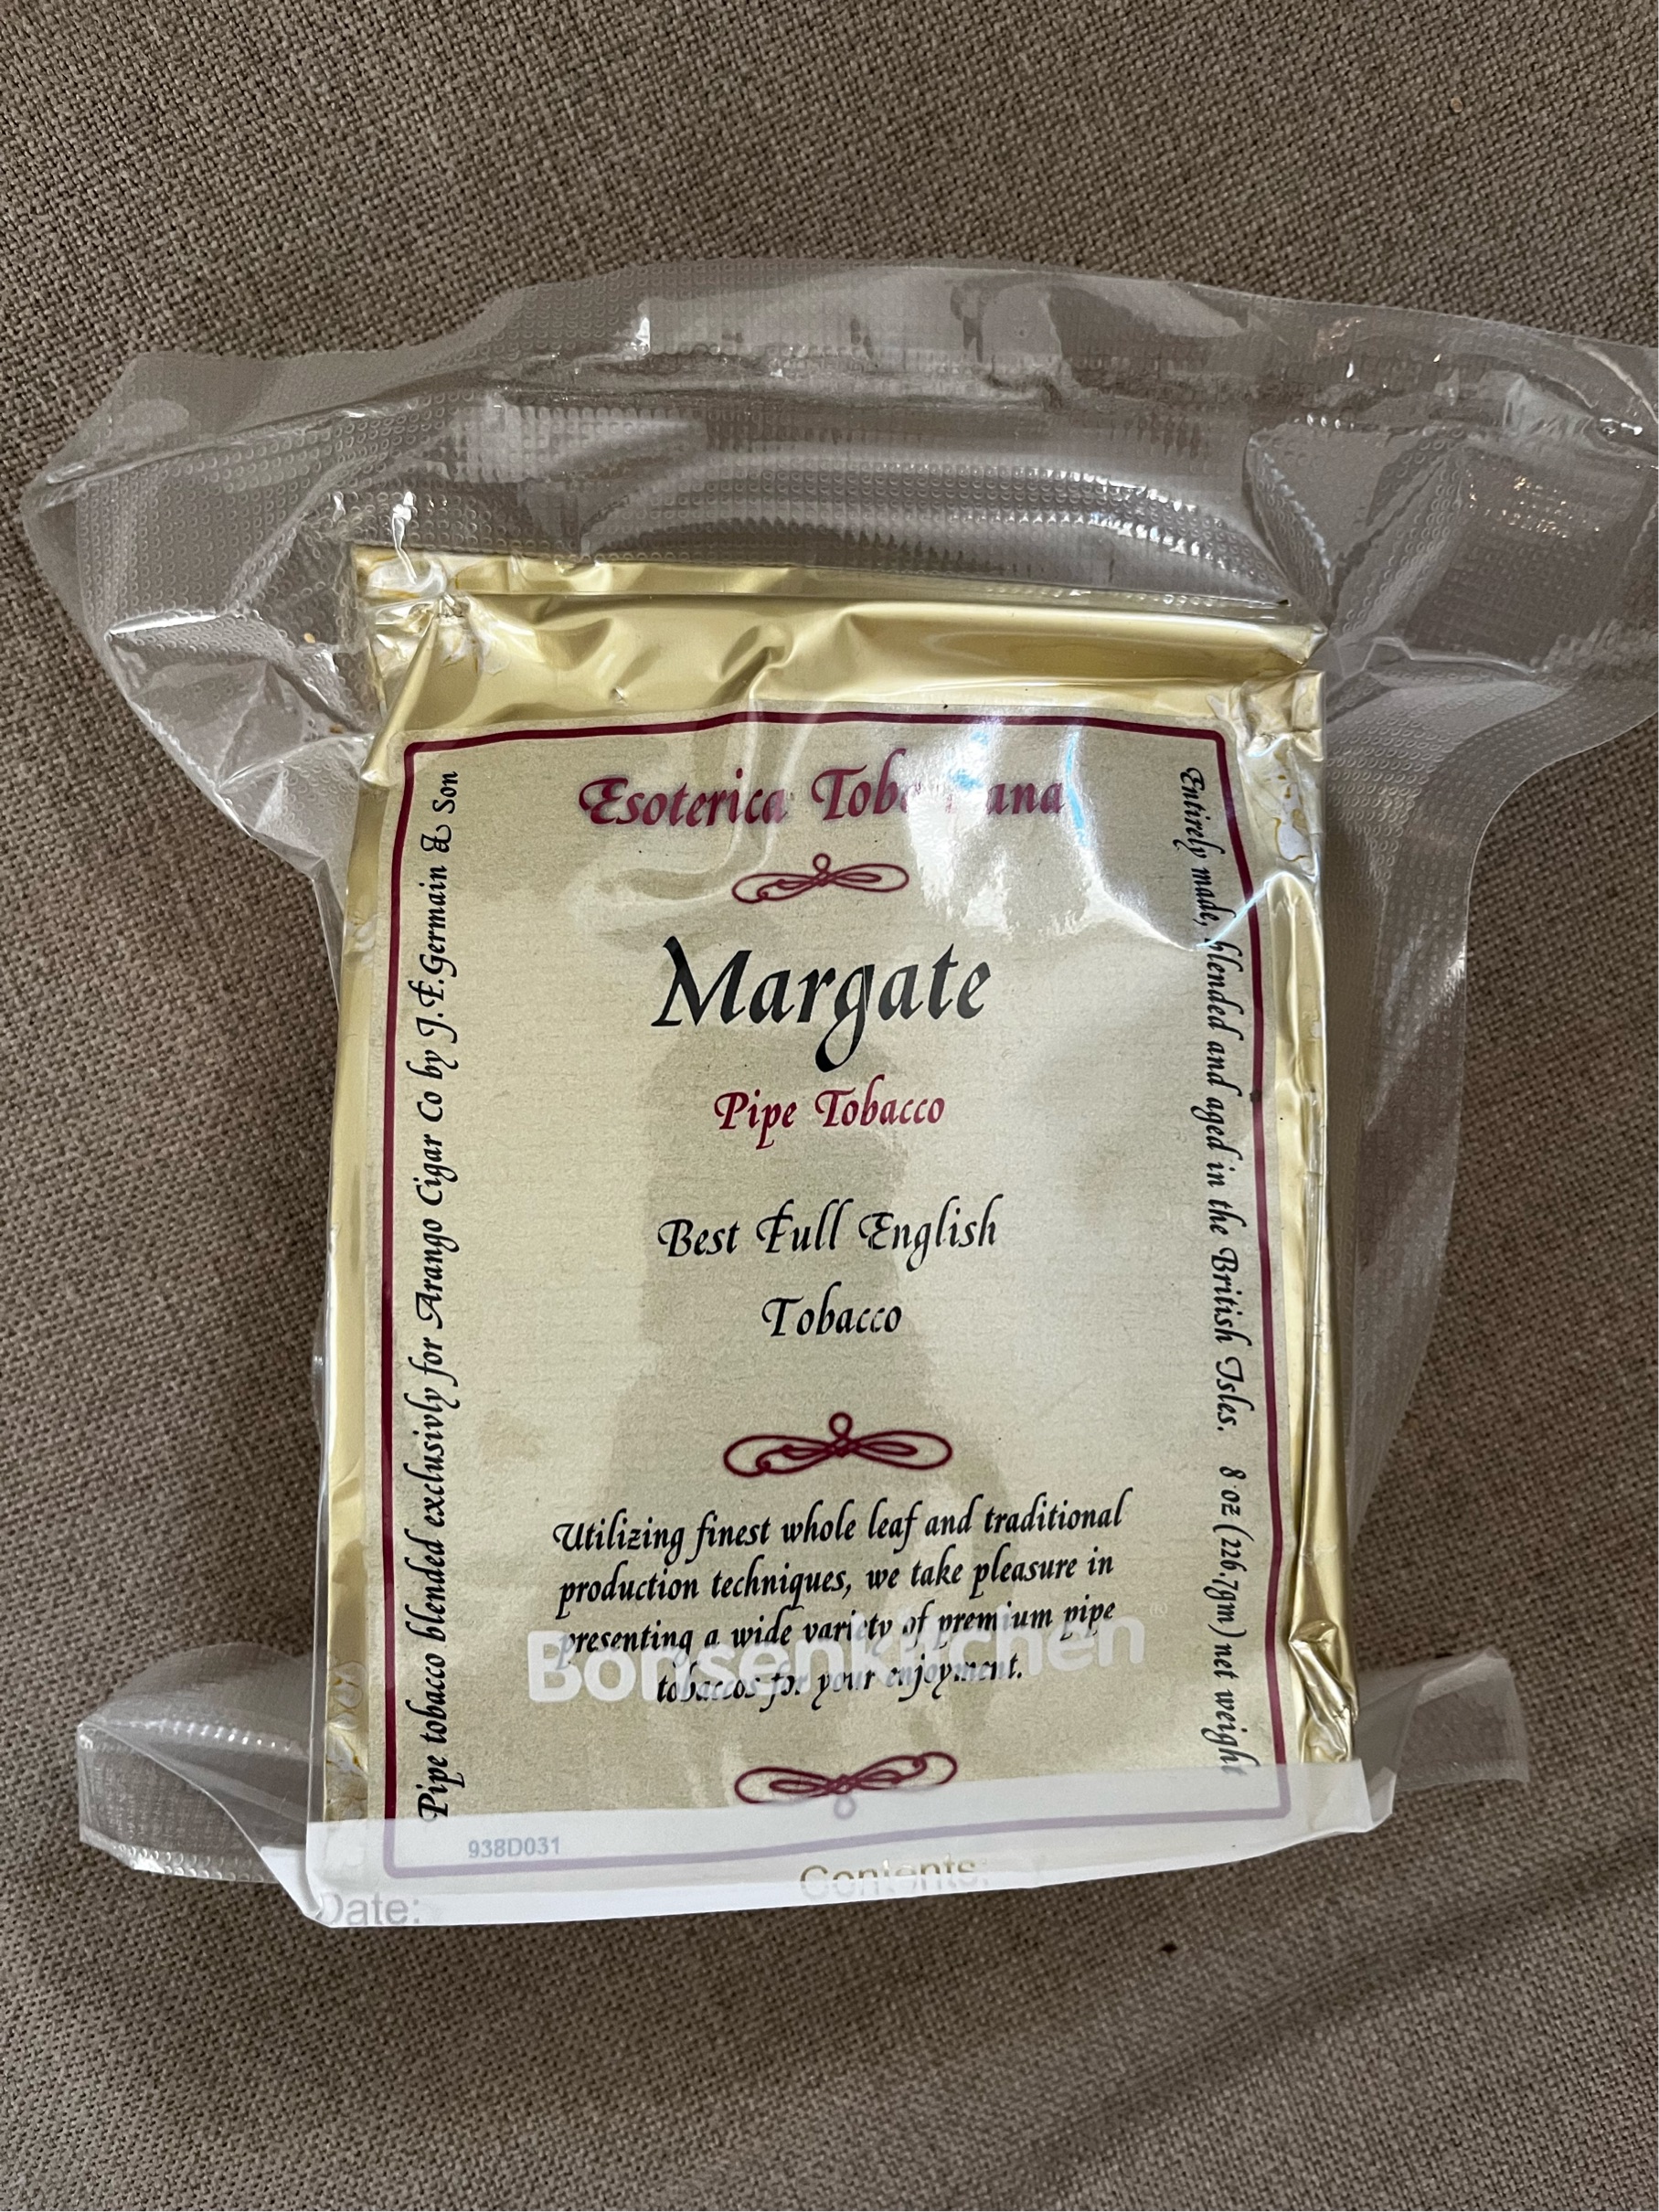 Esoterica
Margate
Pipe Tobacco
Best Full English
Tobacco
Utilizing finest whole leaf and traditional
production techniques, we take pleasure in
presenting a wide variety of premium pipe
tobaccos for your enjoyment.
Pipe tobacco blended exclusivly for Arango Cigar Co by J.F.Germain & Son
Entirely made, blended and aged in the British Isles. 8 oz (226.7gm) net weight
Bonsenkitchen®
938D031
Contents:
Date: